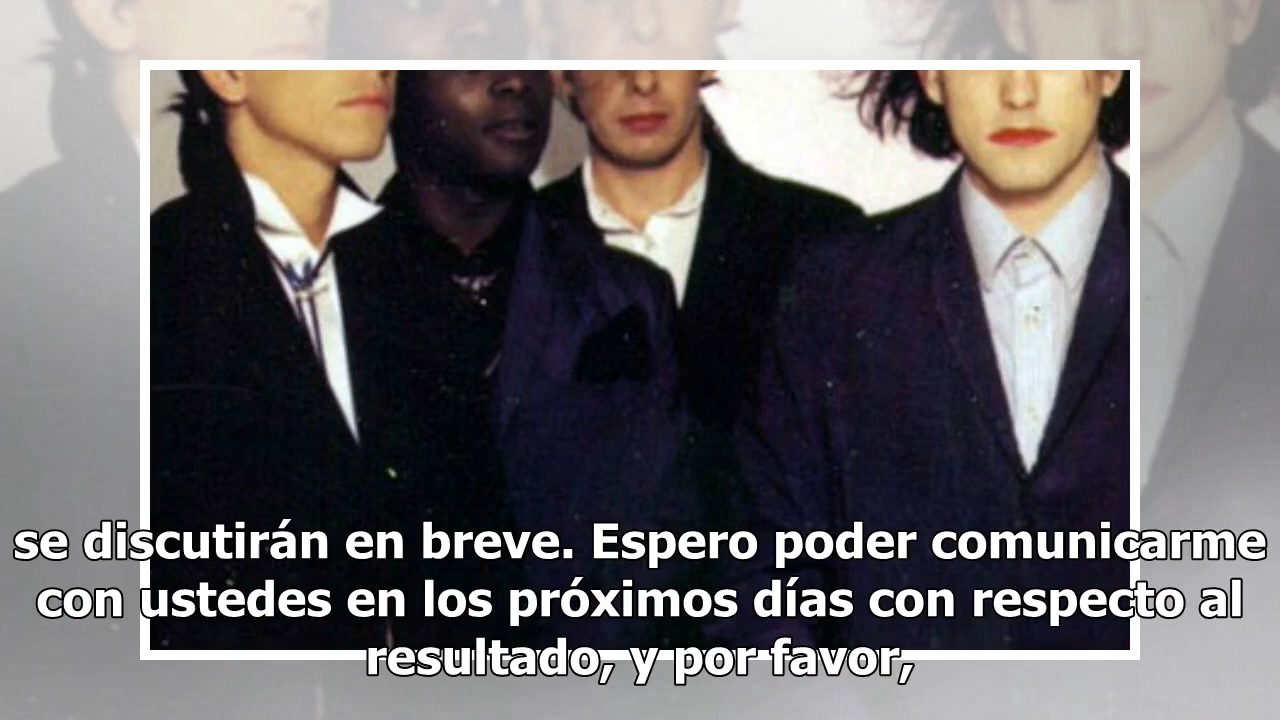 se discutirán en breve. Espero poder comunicarme
con ustedes en los próximos días con respecto al
resultado, y por favor,